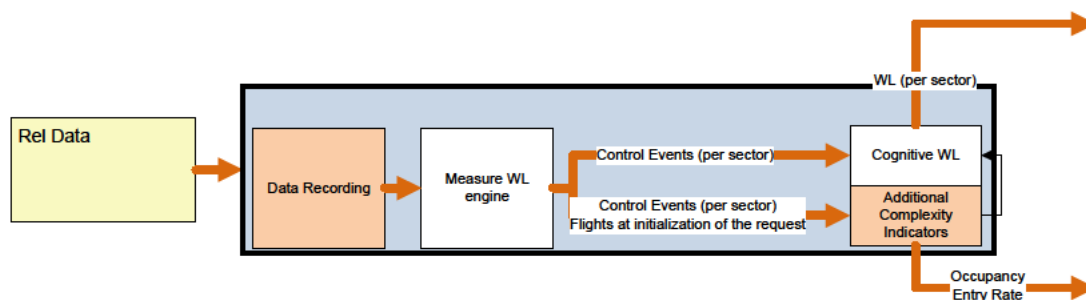 WL (per sector)
Rel Data
Data Recording
Measure WL
engine
Control Events (per sector)
Control Events (per sector)
Flights at initialization of the request
Cognitive WL
Additional
Complexity
Indicators
Occupancy
Entry Rate